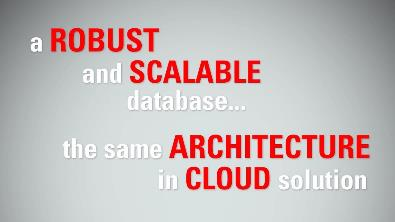 a ROBUST
and SCALABLE
database...
the same ARCHITECTURE
in CLOUD solution